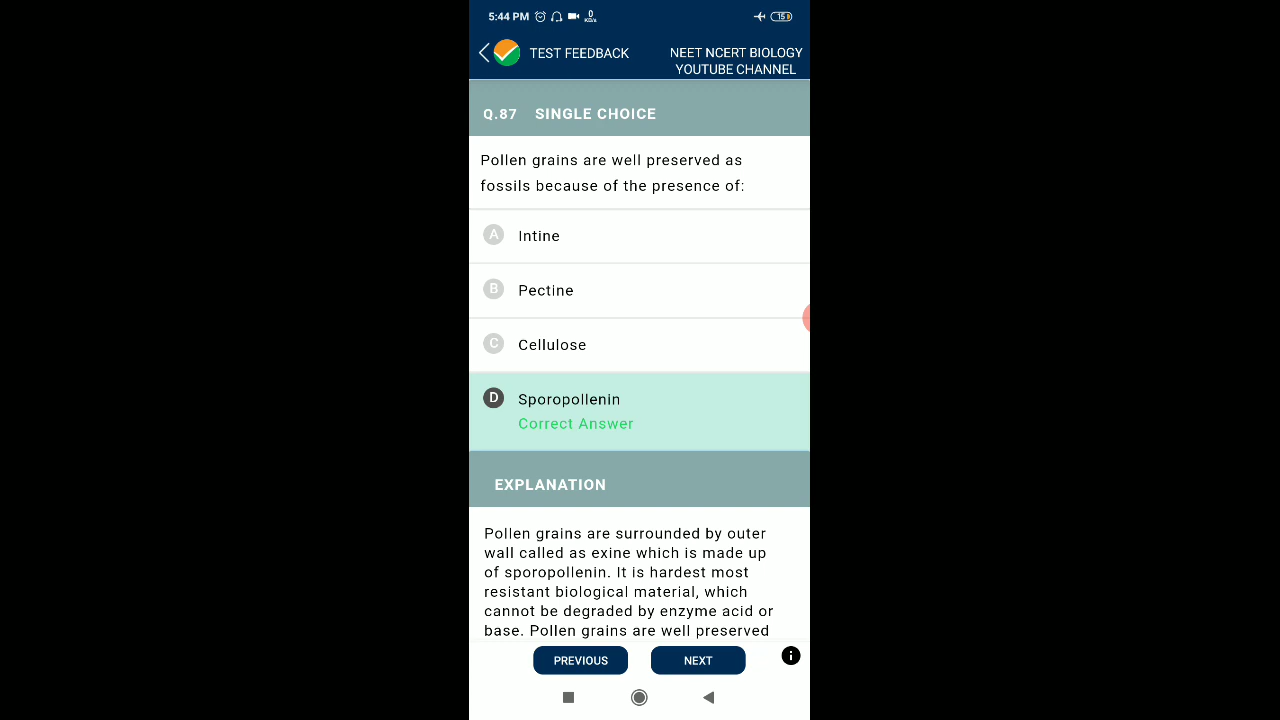 5:44 PM 0 KB/s 15
TEST FEEDBACK
NEET NCERT BIOLOGY
YOUTUBE CHANNEL
Q.87 SINGLE CHOICE
Pollen grains are well preserved as
fossils because of the presence of:
A Intine
B Pectine
C Cellulose
D Sporopollenin
Correct Answer
EXPLANATION
Pollen grains are surrounded by outer
wall called as exine which is made up
of sporopollenin. It is hardest most
resistant biological material, which
cannot be degraded by enzyme acid or
base. Pollen grains are well preserved
PREVIOUS NEXT